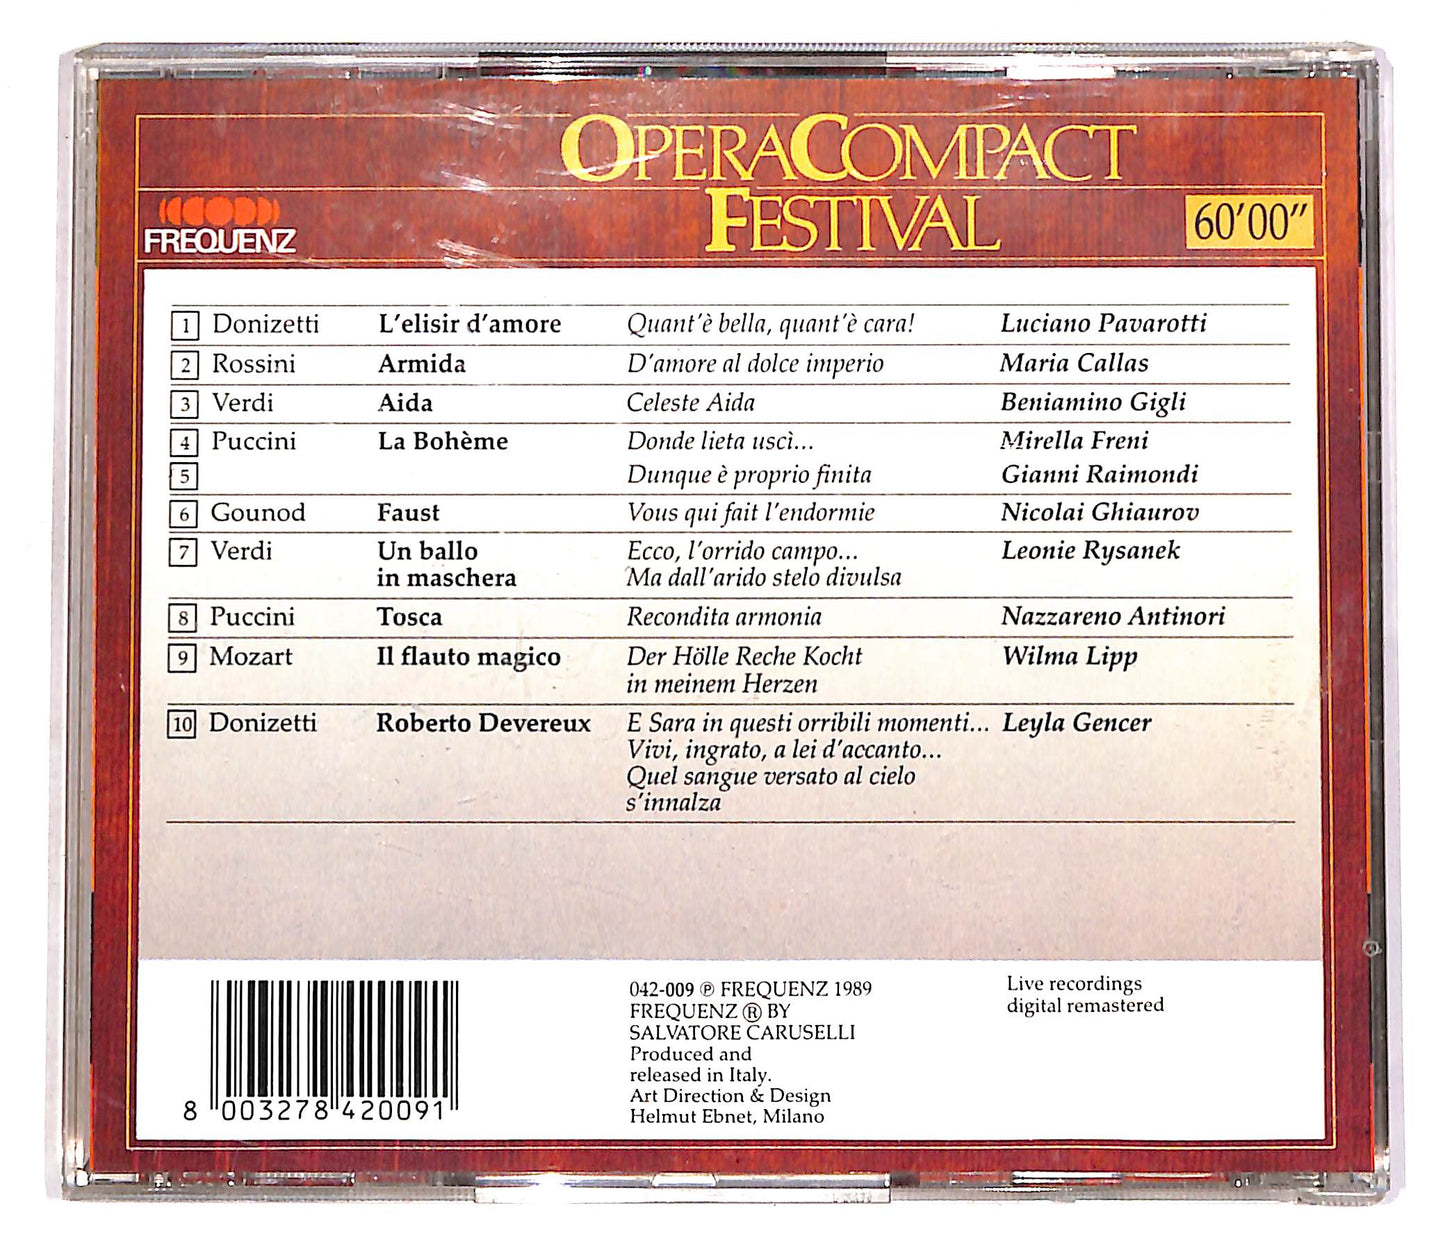 OPERACOMPACT
FESTIVAL
FREQUENZ
60'00"
1 Donizetti L'elisir d'amore Quant'è bella, quant'è cara! Luciano Pavarotti
2 Rossini Armida D'amore al dolce imperio Maria Callas
3 Verdi Aida Celeste Aida Beniamino Gigli
4 Puccini La Bohème Donde lieta uscì... Mirella Freni
5 Dunque è proprio finita Gianni Raimondi
6 Gounod Faust Vous qui fait l'endormie Nicolai Ghiaurov
7 Verdi Un ballo Ecco, l'orrido campo... Leonie Rysanek
in maschera Ma dall'arido stelo divulsa
8 Puccini Tosca Recondita armonia Nazzareno Antinori
9 Mozart Il flauto magico Der Hölle Reche Kocht Wilma Lipp
in meinem Herzen
10 Donizetti Roberto Devereux E Sara in questi orribili momenti... Leyla Gencer
Vivi, ingrato, a lei d'accanto...
Quel sangue versato al cielo
s'innalza
8 003278 420091
042-009 ℗ FREQUENZ 1989
FREQUENZ ® BY
SALVATORE CARUSELLI
Produced and
released in Italy.
Art Direction & Design
Helmut Ebnet, Milano
Live recordings
digital remastered